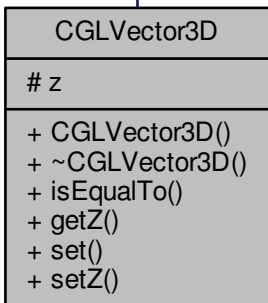 CGLVector3D
# z
+ CGLVector3D()
+ ~CGLVector3D()
+ isEqualTo()
+ getZ()
+ set()
+ setZ()